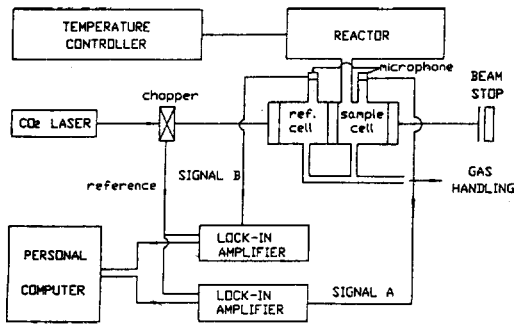 TEMPERATURE
CONTROLLER
REACTOR
microphone
BEAM
STOP
chopper
CO₂ LASER
ref.
cell
sample
cell
reference
SIGNAL B
GAS
HANDLING
PERSONAL
COMPUTER
LOCK-IN
AMPLIFIER
LOCK-IN
AMPLIFIER
SIGNAL A